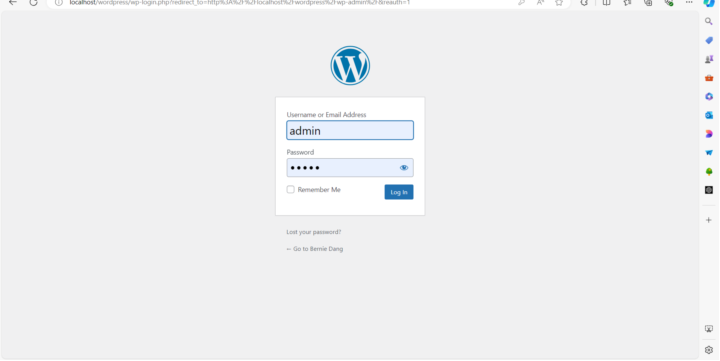 localhost/wordpress/wp-login.php?redirect_to=http%3A%2F%2Flocalhost%2Fwordpress%2Fwp-admin%2F&reauth=1
Username or Email Address
admin
Password
Remember Me
Log In
Lost your password?
← Go to Bernie Dang